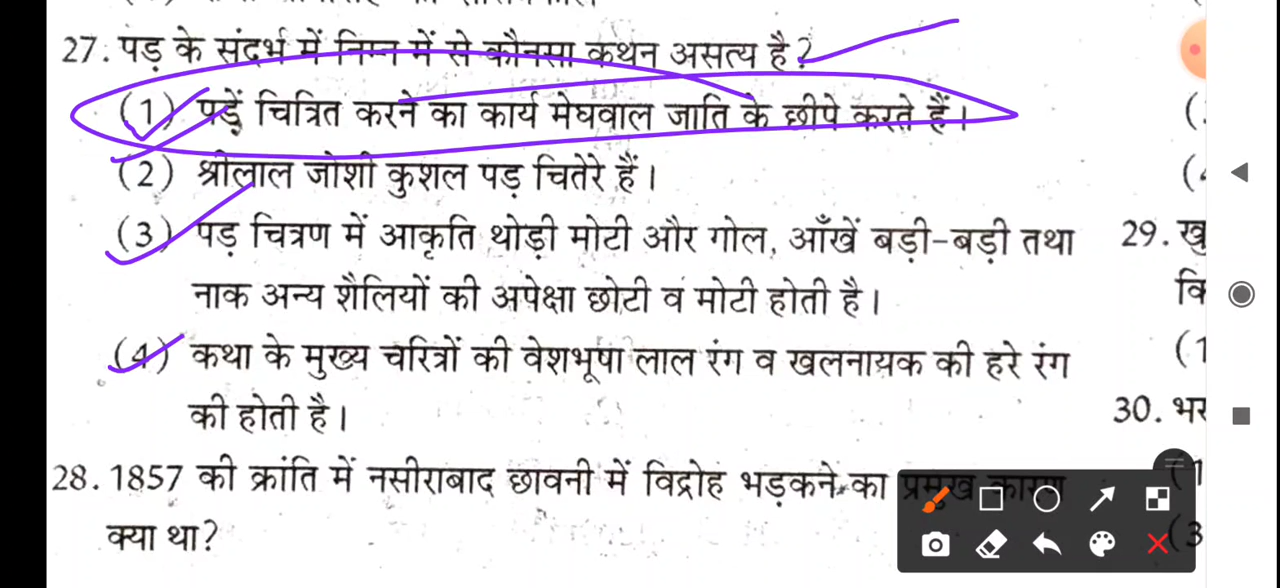 27. पड़ के संदर्भ में निम्न में से कौनसा कथन असत्य है?
(1) पड़ें चित्रित करने का कार्य मेघवाल जाति के छीपे करते हैं।
(2) श्रीलाल जोशी कुशल पड़ चितेरे हैं।
(3) पड़ चित्रण में आकृति थोड़ी मोटी और गोल, आँखें बड़ी-बड़ी तथा
नाक अन्य शैलियों की अपेक्षा छोटी व मोटी होती है।
(4) कथा के मुख्य चरित्रों की वेशभूषा लाल रंग व खलनायक की हरे रंग
की होती है।
28. 1857 की क्रांति में नसीराबाद छावनी में विद्रोह भड़कने का प्रमुख कारण
क्या था?
29.
30.